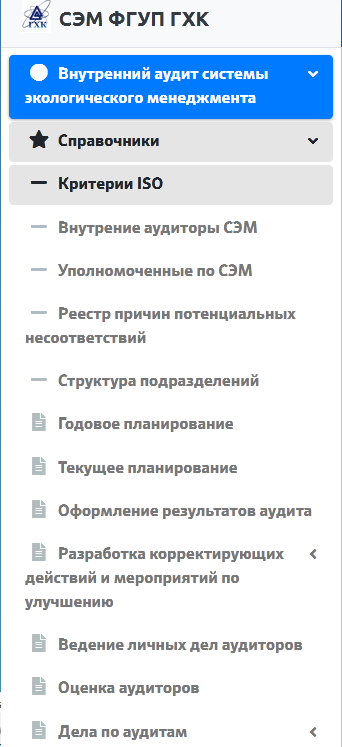 ГХК
СЭМ ФГУП ГХК
Внутренний аудит системы
экологического менеджмента
Справочники
Критерии ISO
Внутрение аудиторы СЭМ
Уполномоченные по СЭМ
Реестр причин потенциальных
несоответствий
Структура подразделений
Годовое планирование
Текущее планирование
Оформление результатов аудита
Разработка корректирующих
действий и мероприятий по
улучшению
Ведение личных дел аудиторов
Оценка аудиторов
Дела по аудитам